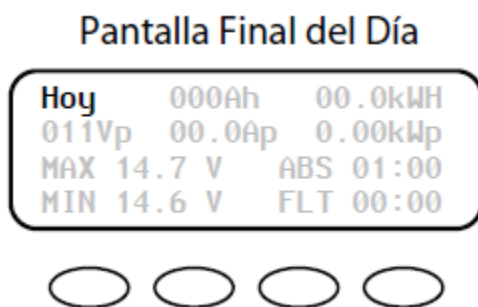 Pantalla Final del Día
Hoy 000Ah 00.0kWH
011Vp 00.0Ap 0.00kWp
MAX 14.7 V ABS 01:00
MIN 14.6 V FLT 00:00